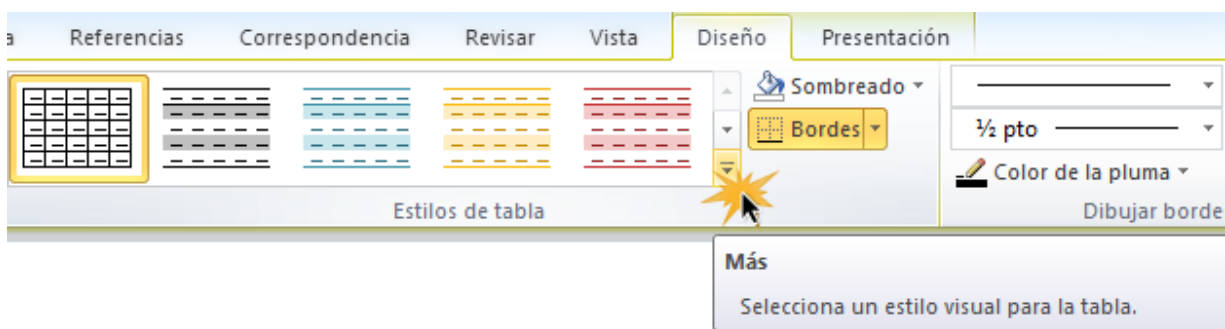 a Referencias Correspondencia Revisar Vista Diseño Presentación
Sombreado
Bordes
½ pto
Color de la pluma
Estilos de tabla
Dibujar borde
Más
Selecciona un estilo visual para la tabla.